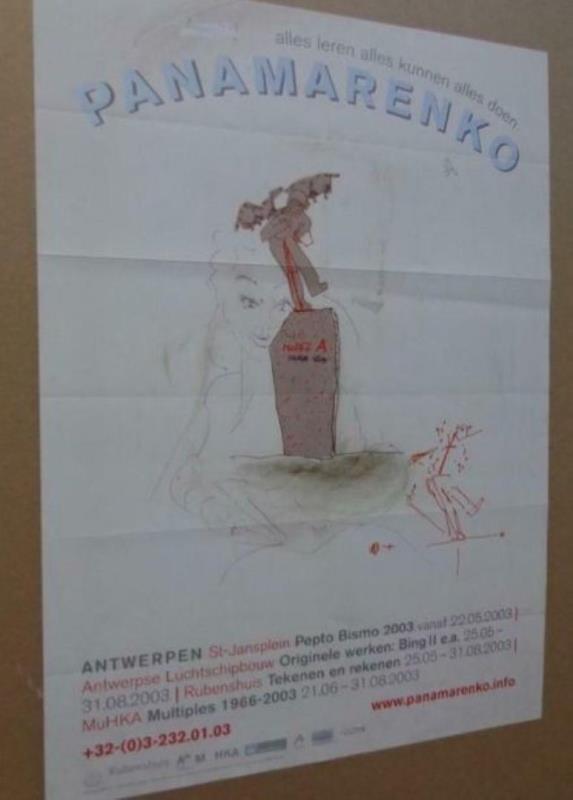 alles leren alles kunnen alles doen
PANAMARENKO
A
ANTWERPEN St-Jansplein Pepto Bismo 2003 vanaf 22.05.2003 |
Antwerpse Luchtschipbouw Originele werken: Bing II e.a. 25.05 –
31.08.2003 | Rubenshuis Tekenen en rekenen 25.05 – 31.08.2003 |
MuHKA Multiples 1966-2003 21.06 – 31.08.2003
www.panamarenko.info
+32-(0)3-232.01.03
Rubenshuis M HKA